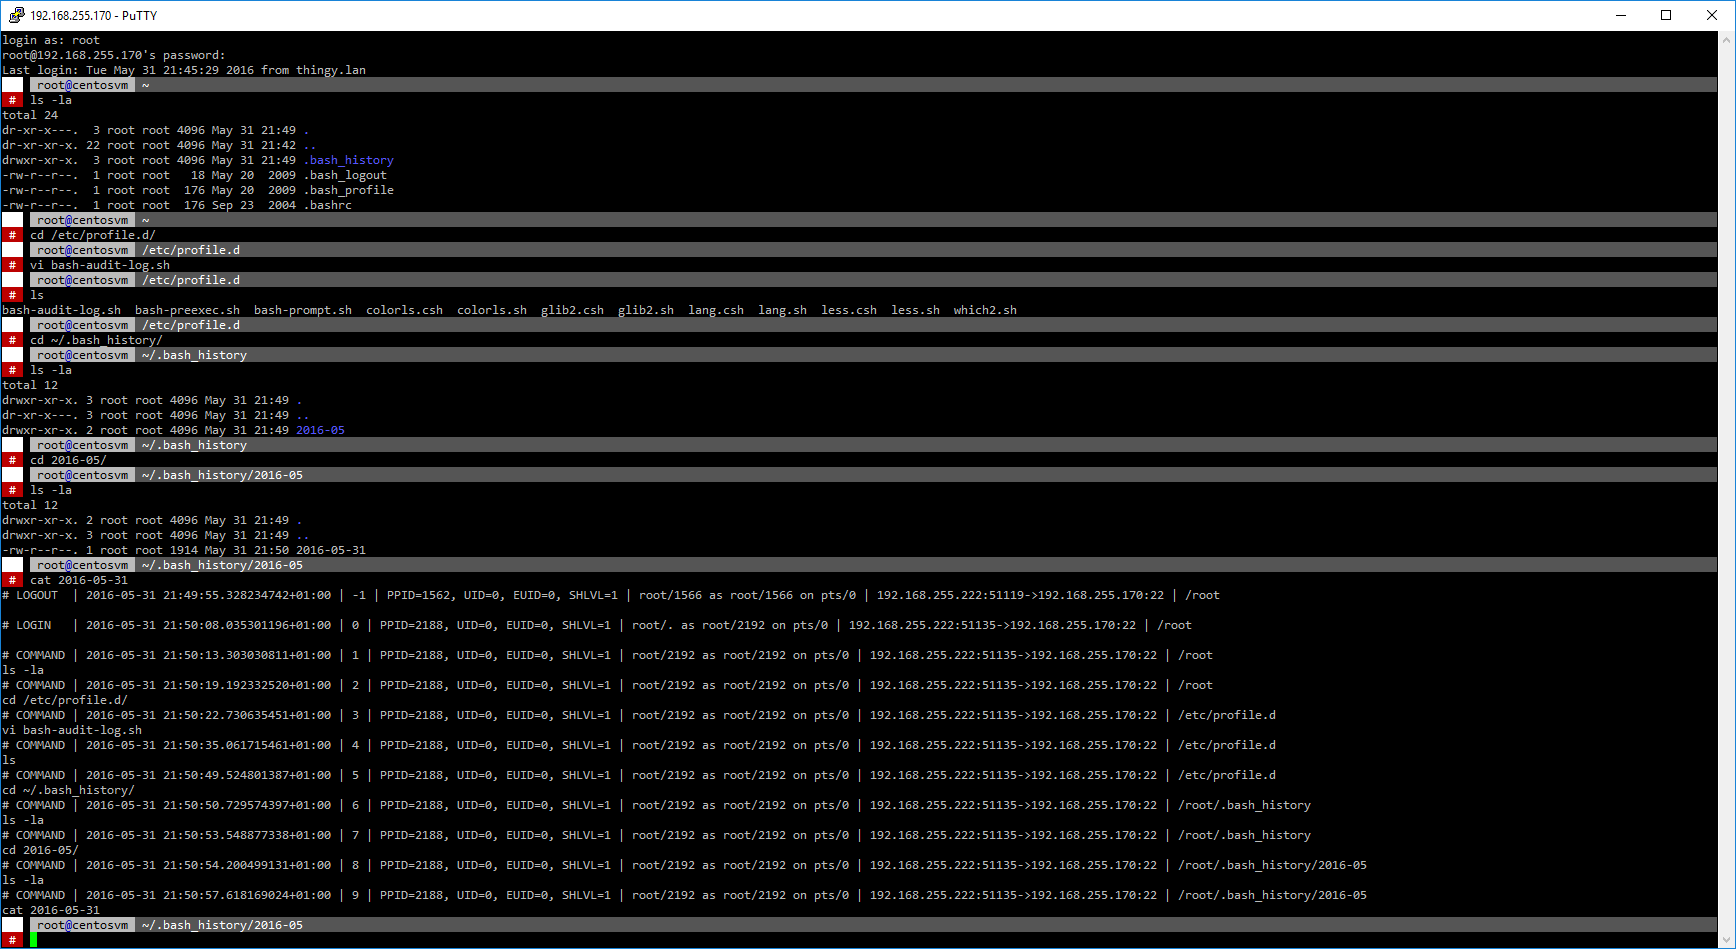 192.168.255.170 - PuTTY
login as: root
root@192.168.255.170's password:
Last login: Tue May 31 21:45:29 2016 from thingy.lan
root@centosvm ~
# ls -la
total 24
dr-xr-x---.  3 root root 4096 May 31 21:49 .
dr-xr-xr-x. 22 root root 4096 May 31 21:42 ..
drwxr-xr-x.  3 root root 4096 May 31 21:49 .bash_history
-rw-r--r--.  1 root root   18 May 20  2009 .bash_logout
-rw-r--r--.  1 root root  176 May 20  2009 .bash_profile
-rw-r--r--.  1 root root  176 Sep 23  2004 .bashrc
root@centosvm ~
# cd /etc/profile.d/
root@centosvm /etc/profile.d
# vi bash-audit-log.sh
root@centosvm /etc/profile.d
# ls
bash-audit-log.sh  bash-preexec.sh  bash-prompt.sh  colorls.csh  colorls.sh  glib2.csh  glib2.sh  lang.csh  lang.sh  less.csh  less.sh  which2.sh
root@centosvm /etc/profile.d
# cd ~/.bash_history/
root@centosvm ~/.bash_history
# ls -la
total 12
drwxr-xr-x. 3 root root 4096 May 31 21:49 .
dr-xr-x---. 3 root root 4096 May 31 21:49 ..
drwxr-xr-x. 2 root root 4096 May 31 21:49 2016-05
root@centosvm ~/.bash_history
# cd 2016-05/
root@centosvm ~/.bash_history/2016-05
# ls -la
total 12
drwxr-xr-x. 2 root root 4096 May 31 21:49 .
drwxr-xr-x. 3 root root 4096 May 31 21:49 ..
-rw-r--r--. 1 root root 1914 May 31 21:50 2016-05-31
root@centosvm ~/.bash_history/2016-05
# cat 2016-05-31
# LOGOUT  | 2016-05-31 21:49:55.328234742+01:00 | -1 | PPID=1562, UID=0, EUID=0, SHLVL=1 | root/1566 as root/1566 on pts/0 | 192.168.255.222:51119->192.168.255.170:22 | /root
# LOGIN   | 2016-05-31 21:50:08.035301196+01:00 | 0 | PPID=2188, UID=0, EUID=0, SHLVL=1 | root/. as root/2192 on pts/0 | 192.168.255.222:51135->192.168.255.170:22 | /root
# COMMAND | 2016-05-31 21:50:13.303030811+01:00 | 1 | PPID=2188, UID=0, EUID=0, SHLVL=1 | root/2192 as root/2192 on pts/0 | 192.168.255.222:51135->192.168.255.170:22 | /root
ls -la
# COMMAND | 2016-05-31 21:50:19.192332520+01:00 | 2 | PPID=2188, UID=0, EUID=0, SHLVL=1 | root/2192 as root/2192 on pts/0 | 192.168.255.222:51135->192.168.255.170:22 | /root
cd /etc/profile.d/
# COMMAND | 2016-05-31 21:50:22.730635451+01:00 | 3 | PPID=2188, UID=0, EUID=0, SHLVL=1 | root/2192 as root/2192 on pts/0 | 192.168.255.222:51135->192.168.255.170:22 | /etc/profile.d
vi bash-audit-log.sh
# COMMAND | 2016-05-31 21:50:35.061715461+01:00 | 4 | PPID=2188, UID=0, EUID=0, SHLVL=1 | root/2192 as root/2192 on pts/0 | 192.168.255.222:51135->192.168.255.170:22 | /etc/profile.d
ls
# COMMAND | 2016-05-31 21:50:49.524801387+01:00 | 5 | PPID=2188, UID=0, EUID=0, SHLVL=1 | root/2192 as root/2192 on pts/0 | 192.168.255.222:51135->192.168.255.170:22 | /etc/profile.d
cd ~/.bash_history/
# COMMAND | 2016-05-31 21:50:50.729574397+01:00 | 6 | PPID=2188, UID=0, EUID=0, SHLVL=1 | root/2192 as root/2192 on pts/0 | 192.168.255.222:51135->192.168.255.170:22 | /root/.bash_history
ls -la
# COMMAND | 2016-05-31 21:50:53.548877338+01:00 | 7 | PPID=2188, UID=0, EUID=0, SHLVL=1 | root/2192 as root/2192 on pts/0 | 192.168.255.222:51135->192.168.255.170:22 | /root/.bash_history
cd 2016-05/
# COMMAND | 2016-05-31 21:50:54.200499131+01:00 | 8 | PPID=2188, UID=0, EUID=0, SHLVL=1 | root/2192 as root/2192 on pts/0 | 192.168.255.222:51135->192.168.255.170:22 | /root/.bash_history/2016-05
ls -la
# COMMAND | 2016-05-31 21:50:57.618169024+01:00 | 9 | PPID=2188, UID=0, EUID=0, SHLVL=1 | root/2192 as root/2192 on pts/0 | 192.168.255.222:51135->192.168.255.170:22 | /root/.bash_history/2016-05
cat 2016-05-31
root@centosvm ~/.bash_history/2016-05
#